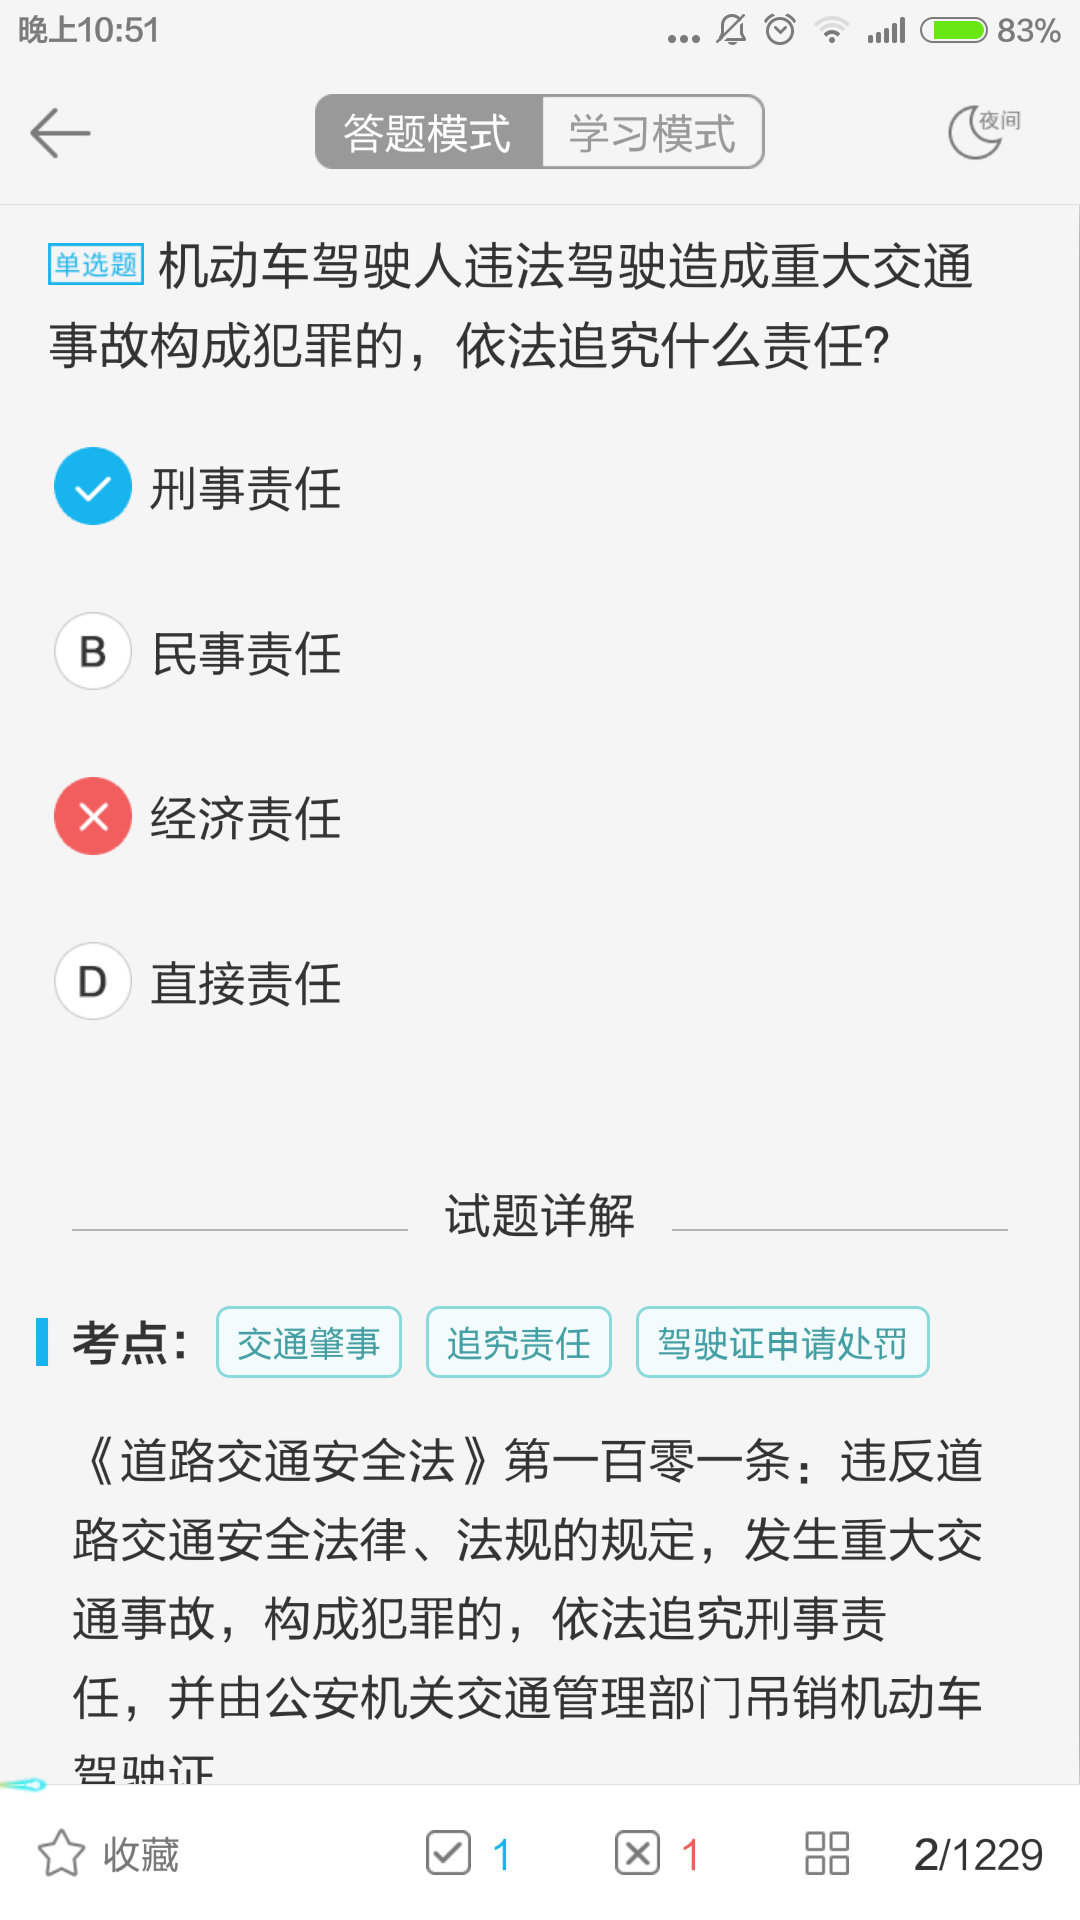 晚上10:51
83%
答题模式 学习模式
夜间
单选题 机动车驾驶人违法驾驶造成重大交通
事故构成犯罪的，依法追究什么责任?
刑事责任
B 民事责任
经济责任
D 直接责任
试题详解
考点: 交通肇事 追究责任 驾驶证申请处罚
《道路交通安全法》第一百零一条：违反道
路交通安全法律、法规的规定，发生重大交
通事故，构成犯罪的，依法追究刑事责
任，并由公安机关交通管理部门吊销机动车
驾驶证
收藏 1 1 2/1229